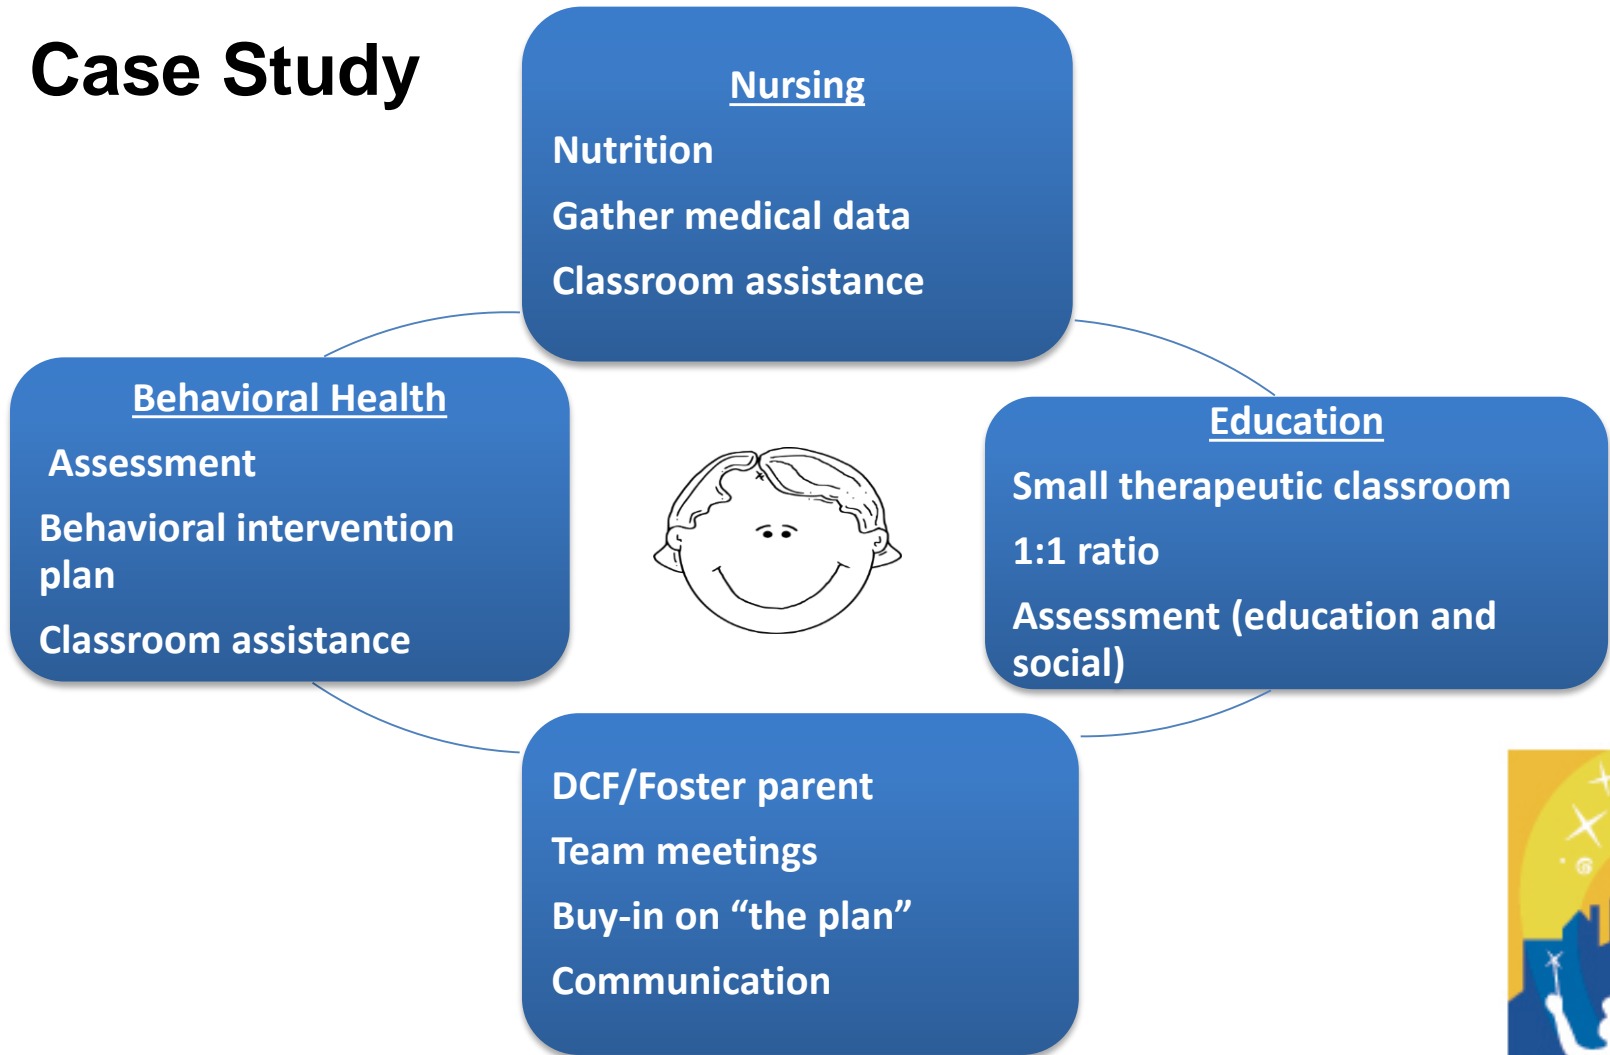 Case Study
Nursing
Nutrition
Gather medical data
Classroom assistance
Behavioral Health
Assessment
Behavioral intervention
plan
Classroom assistance
Education
Small therapeutic classroom
1:1 ratio
Assessment (education and
social)
DCF/Foster parent
Team meetings
Buy-in on “the plan”
Communication